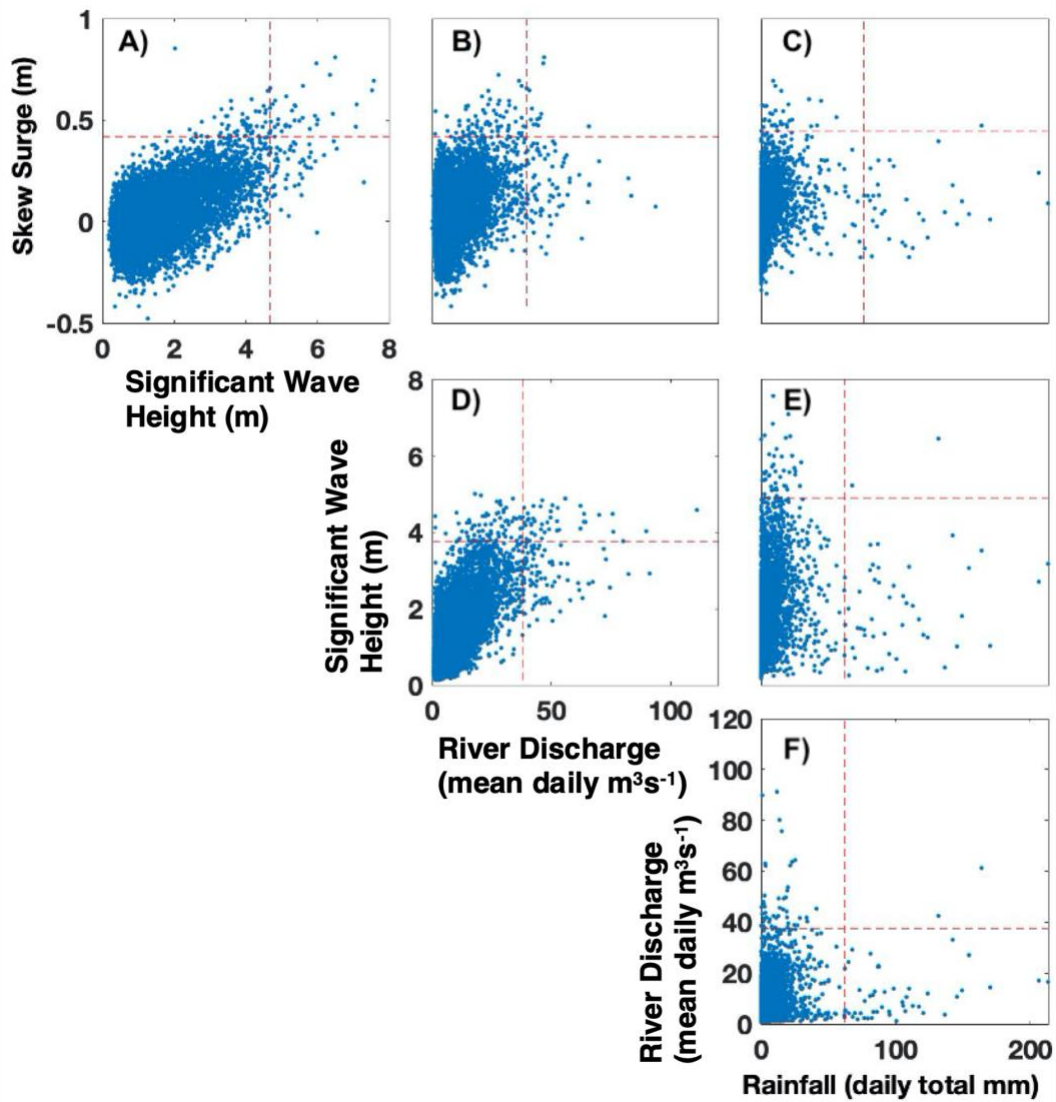 1
A)
B)
C)
Skew Surge (m)
0.5
0
-0.5
0 2 4 6 8
Significant Wave
Height (m)
8
D)
E)
Significant Wave
Height (m)
6
4
2
0
0 50 100
River Discharge
(mean daily m³s⁻¹)
120
F)
River Discharge
(mean daily m³s⁻¹)
100
80
60
40
20
0
0 100 200
Rainfall (daily total mm)